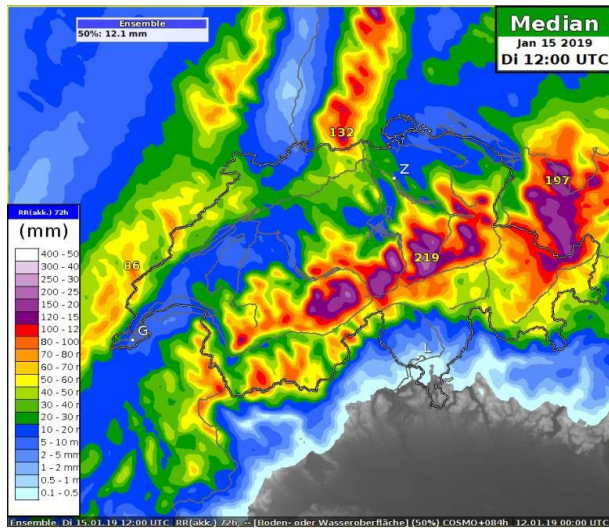 Ensemble
50%: 12.1 mm
Median
Jan 15 2019
Di 12:00 UTC
132
Z
197
219
86
G
L
RR(akk.) 72h
(mm)
400 - 50
300 - 40
250 - 30
200 - 25
150 - 20
120 - 15
100 - 12
80 - 100
70 - 80 r
60 - 70 r
50 - 60 r
40 - 50 r
30 - 40 r
20 - 30 r
10 - 20 r
5 - 10 m
2 - 5 mm
1 - 2 mm
0.5 - 1 m
0.1 - 0.5
Ensemble Di 15.01.19 12:00 UTC RR(akk.) 72h, -- [Boden- oder Wasseroberfläche] (50%) COSMO+084h 12.01.19 00:00 UTC